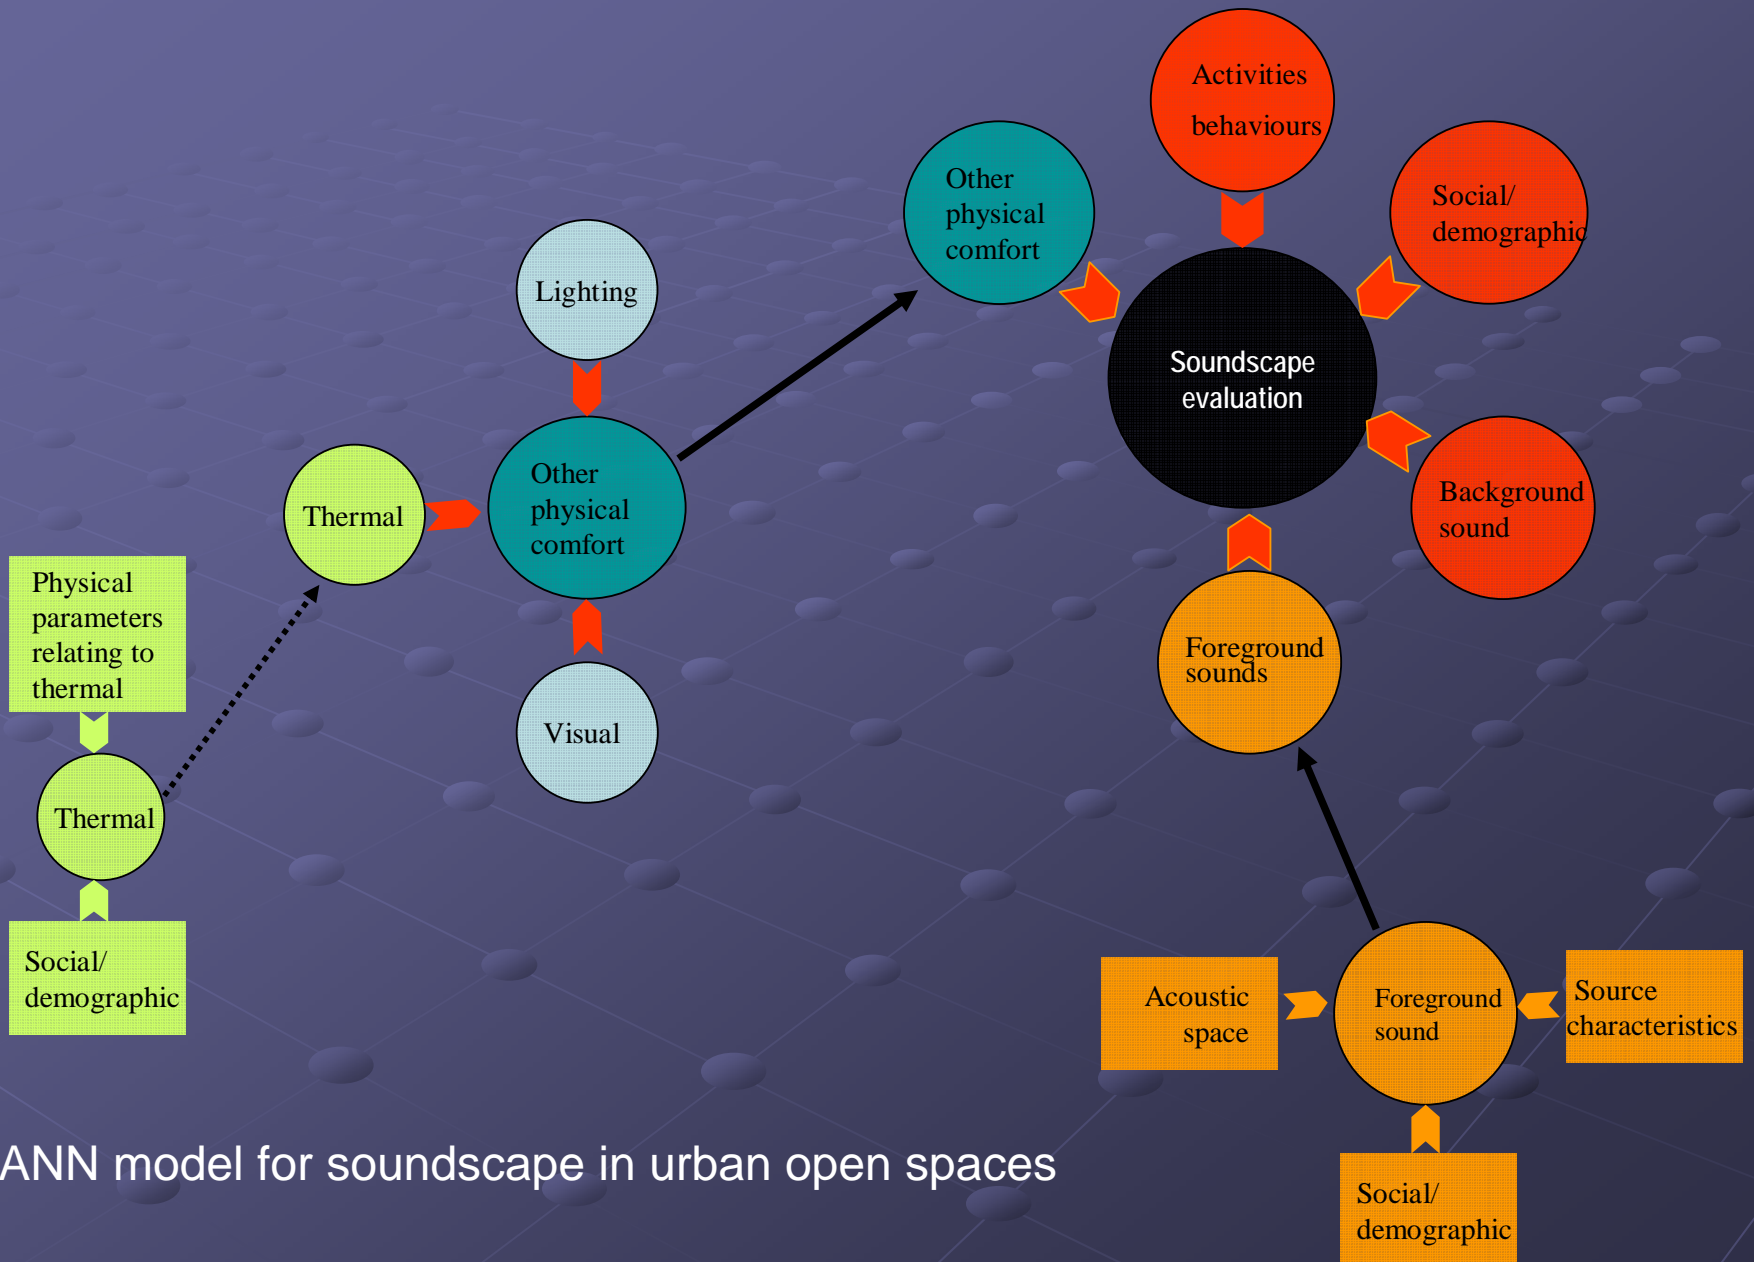 Activities
behaviours
Other
physical
comfort
Social/
demographic
Lighting
Soundscape
evaluation
Other
physical
comfort
Thermal
Background
sound
Physical
parameters
relating to
thermal
Foreground
sounds
Visual
Thermal
Social/
demographic
Acoustic
space
Foreground
sound
Source
characteristics
ANN model for soundscape in urban open spaces
Social/
demographic